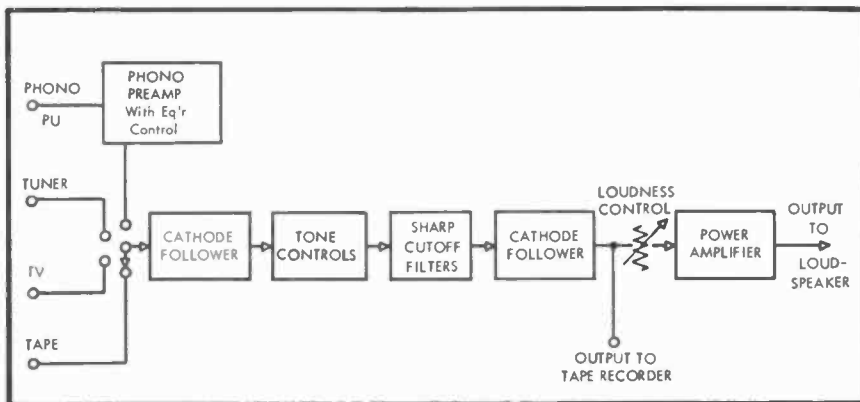 PHONO
PU
PHONO
PREAMP
With Eq'r
Control
TUNER
TV
TAPE
CATHODE
FOLLOWER
TONE
CONTROLS
SHARP
CUTOFF
FILTERS
CATHODE
FOLLOWER
LOUDNESS
CONTROL
POWER
AMPLIFIER
OUTPUT
TO
LOUD-
SPEAKER
OUTPUT TO
TAPE RECORDER